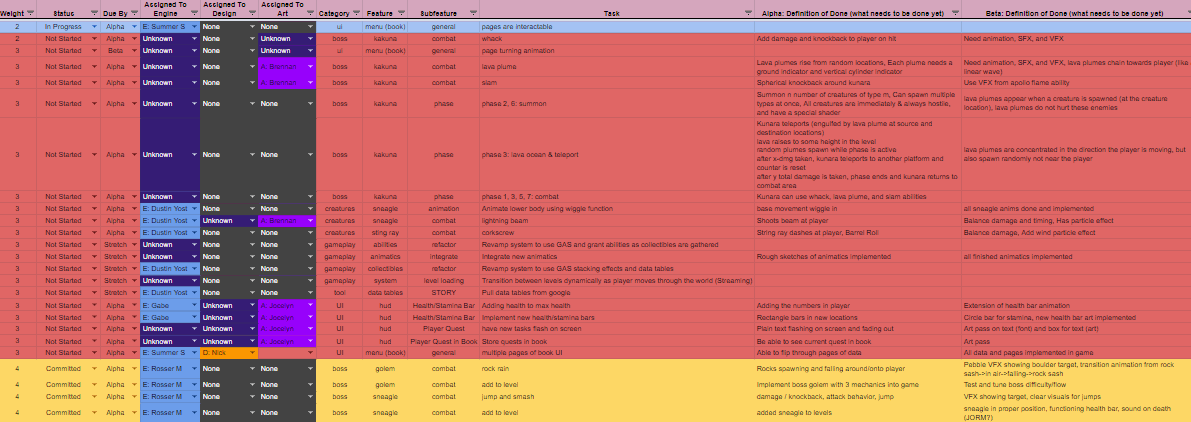 Weight Status Due By Assigned To Engine Assigned To Design Assigned To Art Category Feature Subfeature Task Alpha: Definition of Done (what needs to be done yet) Beta: Definition of Done (what needs to be done yet)
2 In Progress Alpha E: Summer S None None ui menu (book) general pages are interactable
2 Not Started Alpha Unknown None Unknown boss kakuna combat whack Add damage and knockback to player on hit Need animation, SFX, and VFX
3 Not Started Beta Unknown None Unknown ui menu (book) general page turning animation
3 Not Started Alpha Unknown None A: Brennan boss kakuna combat lava plume Lava plumes rise from random locations, Each plume needs a ground indicator and vertical cylinder indicator Need animation, SFX, and VFX, lava plumes chain towards player (like linear wave)
3 Not Started Alpha Unknown None A: Brennan boss kakuna combat slam Spherical knockback around kunara Use VFX from apollo flame ability
3 Not Started Alpha Unknown None None boss kakuna phase phase 2, 6: summon Summon n number of creatures of type m, Can spawn multiple types at once, All creatures are immediately & always hostile, and have a special shader lava plumes appear when a creature is spawned (at the creature location), lava plumes do not hurt these enemies
3 Not Started Alpha Unknown None None boss kakuna phase phase 3: lava ocean & teleport Kunara teleports (engulfed by lava plume at source and destination locations)
lava raises to some height in the level
random plumes spawn while phase is active
after x-dmg taken, kunara teleports to another platform and counter is reset
after y total damage is taken, phase ends and kunara returns to combat area
lava plumes are concentrated in the direction the player is moving, but also spawn randomly not near the player
3 Not Started Alpha Unknown None None boss kakuna phase phase 1, 3, 5, 7: combat Kunara can use whack, lava plume, and slam abilities
3 Not Started Alpha E: Dustin Yost None None creatures sneagle animation Animate lower body using wiggle function base movement wiggle in all sneagle anims done and implemented
3 Not Started Alpha E: Dustin Yost Unknown A: Brennan creatures sneagle combat lightning beam Shoots beam at player Balance damage and timing, Has particle effect
3 Not Started Alpha E: Dustin Yost None None creatures sting ray combat corkscrew String ray dashes at player, Barrel Roll Balance damage, Add wind particle effect
3 Not Started Stretch Unknown None None gameplay abilities refactor Revamp system to use GAS and grant abilities as collectibles are gathered
3 Not Started Stretch Unknown None None gameplay animatics integrate Integrate new animatics Rough sketches of animatics implemented all finished animatics implemented
3 Not Started Stretch E: Dustin Yost None None gameplay collectibles refactor Revamp system to use GAS stacking effects and data tables
3 Not Started Stretch Unknown None None gameplay system level loading Transition between levels dynamically as player moves through the world (Streaming)
3 Not Started Stretch E: Dustin Yost None None tool data tables STORY Pull data tables from google
3 Not Started Alpha E: Gabe Unknown A: Jocelyn UI hud Health/Stamina Bar Adding health to max health Adding the numbers in player Extension of health bar animation
3 Not Started Alpha E: Gabe Unknown A: Jocelyn UI hud Health/Stamina Bar Implement new health/stamina bars Rectangle bars in new locations Circle bar for stamina, new health bar art implemented
3 Not Started Alpha Unknown Unknown A: Jocelyn UI hud Player Quest have new tasks flash on screen Plain text flashing on screen and fading out Art pass on text (font) and box for text (art)
3 Not Started Alpha Unknown Unknown A: Jocelyn UI hud Player Quest in Book Store quests in book Be able to see current quest in book Art pass
3 Not Started Alpha E: Summer S D: Nick UI menu (book) general multiple pages of book UI Able to flip through pages of data All data and pages implemented in game
4 Committed Alpha E: Rosser M None None boss golem combat rock rain Rocks spawning and falling around/onto player Pebble VFX showing boulder target, transition animation from rock sash->in air->falling->rock sash
4 Committed Alpha E: Rosser M None None boss golem combat add to level Implement boss golem with 3 mechanics into game Test and tune boss difficulty/flow
4 Committed Alpha E: Rosser M None None boss sneagle combat jump and smash damage / knockback, attack behavior, jump VFX showing target, clear visuals for jumps
4 Committed Alpha E: Rosser M None None boss sneagle combat add to level added sneagle to levels sneagle in proper position, functioning health bar, sound on death (JORM?)